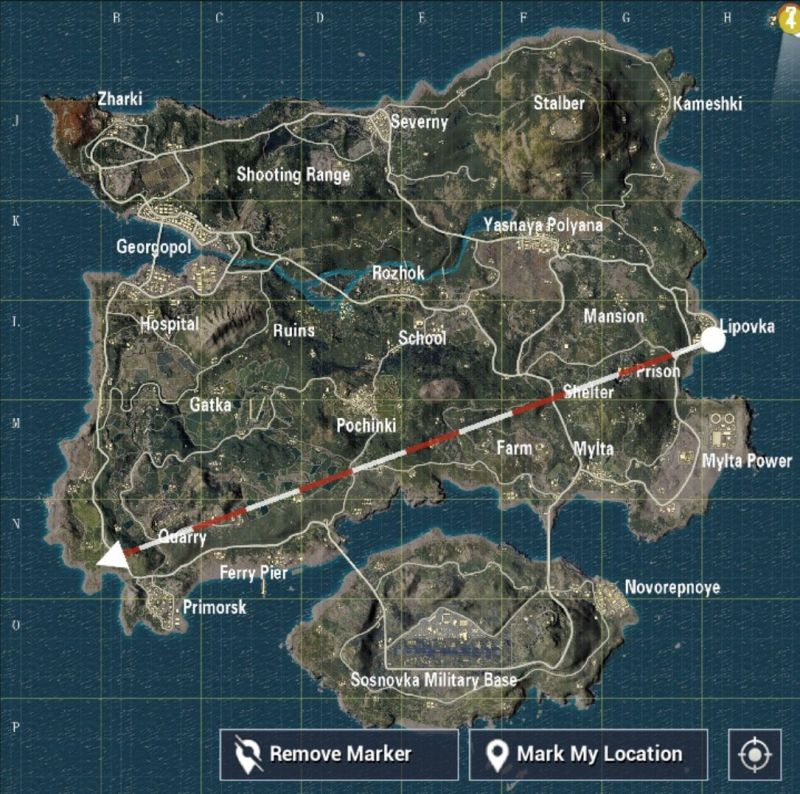 B C D E F G H
7
Zharki
J
Severny
Stalber
Kameshki
Shooting Range
K
Georgopol
Yasnaya Polyana
Rozhok
L
Hospital
Ruins
School
Mansion
Lipovka
Prison
Shelter
Gatka
M
Pochinki
Farm
Mylta
Mylta Power
N
Quarry
Ferry Pier
Primorsk
Novorepnoye
O
Sosnovka Military Base
P
Remove Marker
Mark My Location